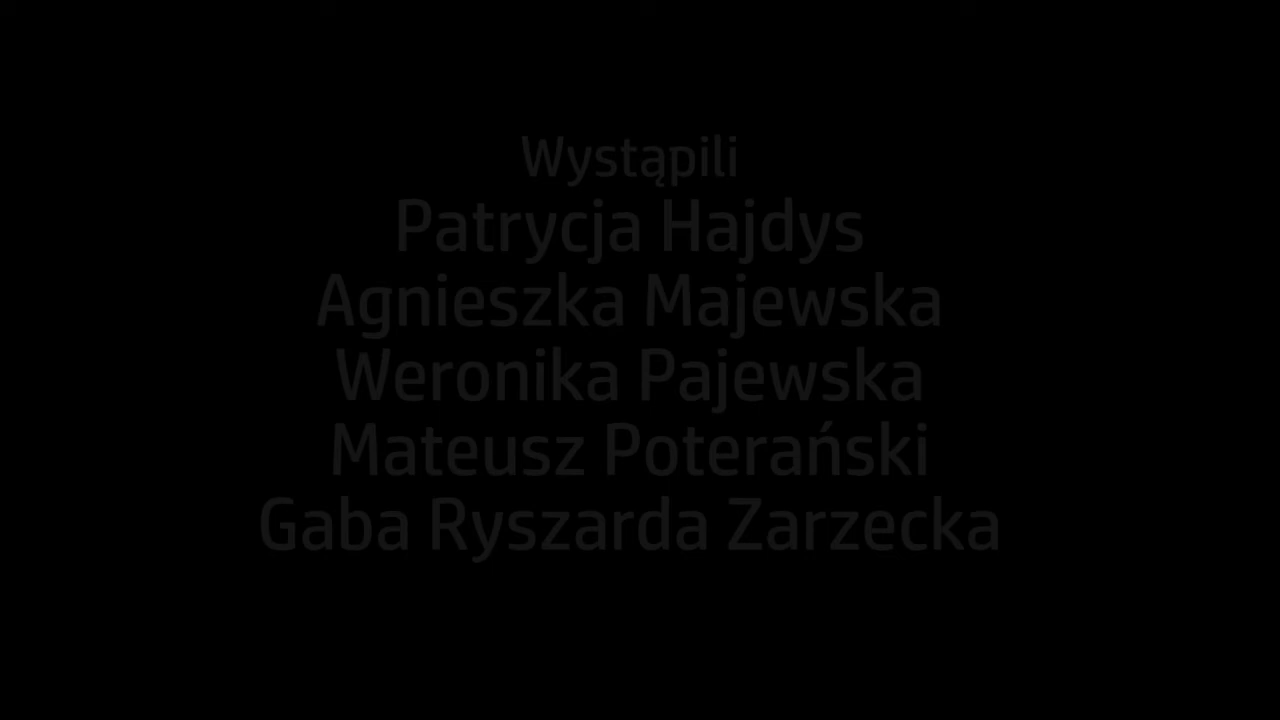 Wystąpili
Patrycja Hajdys
Agnieszka Majewska
Weronika Pajewska
Mateusz Poterański
Gaba Ryszarda Zarzecka